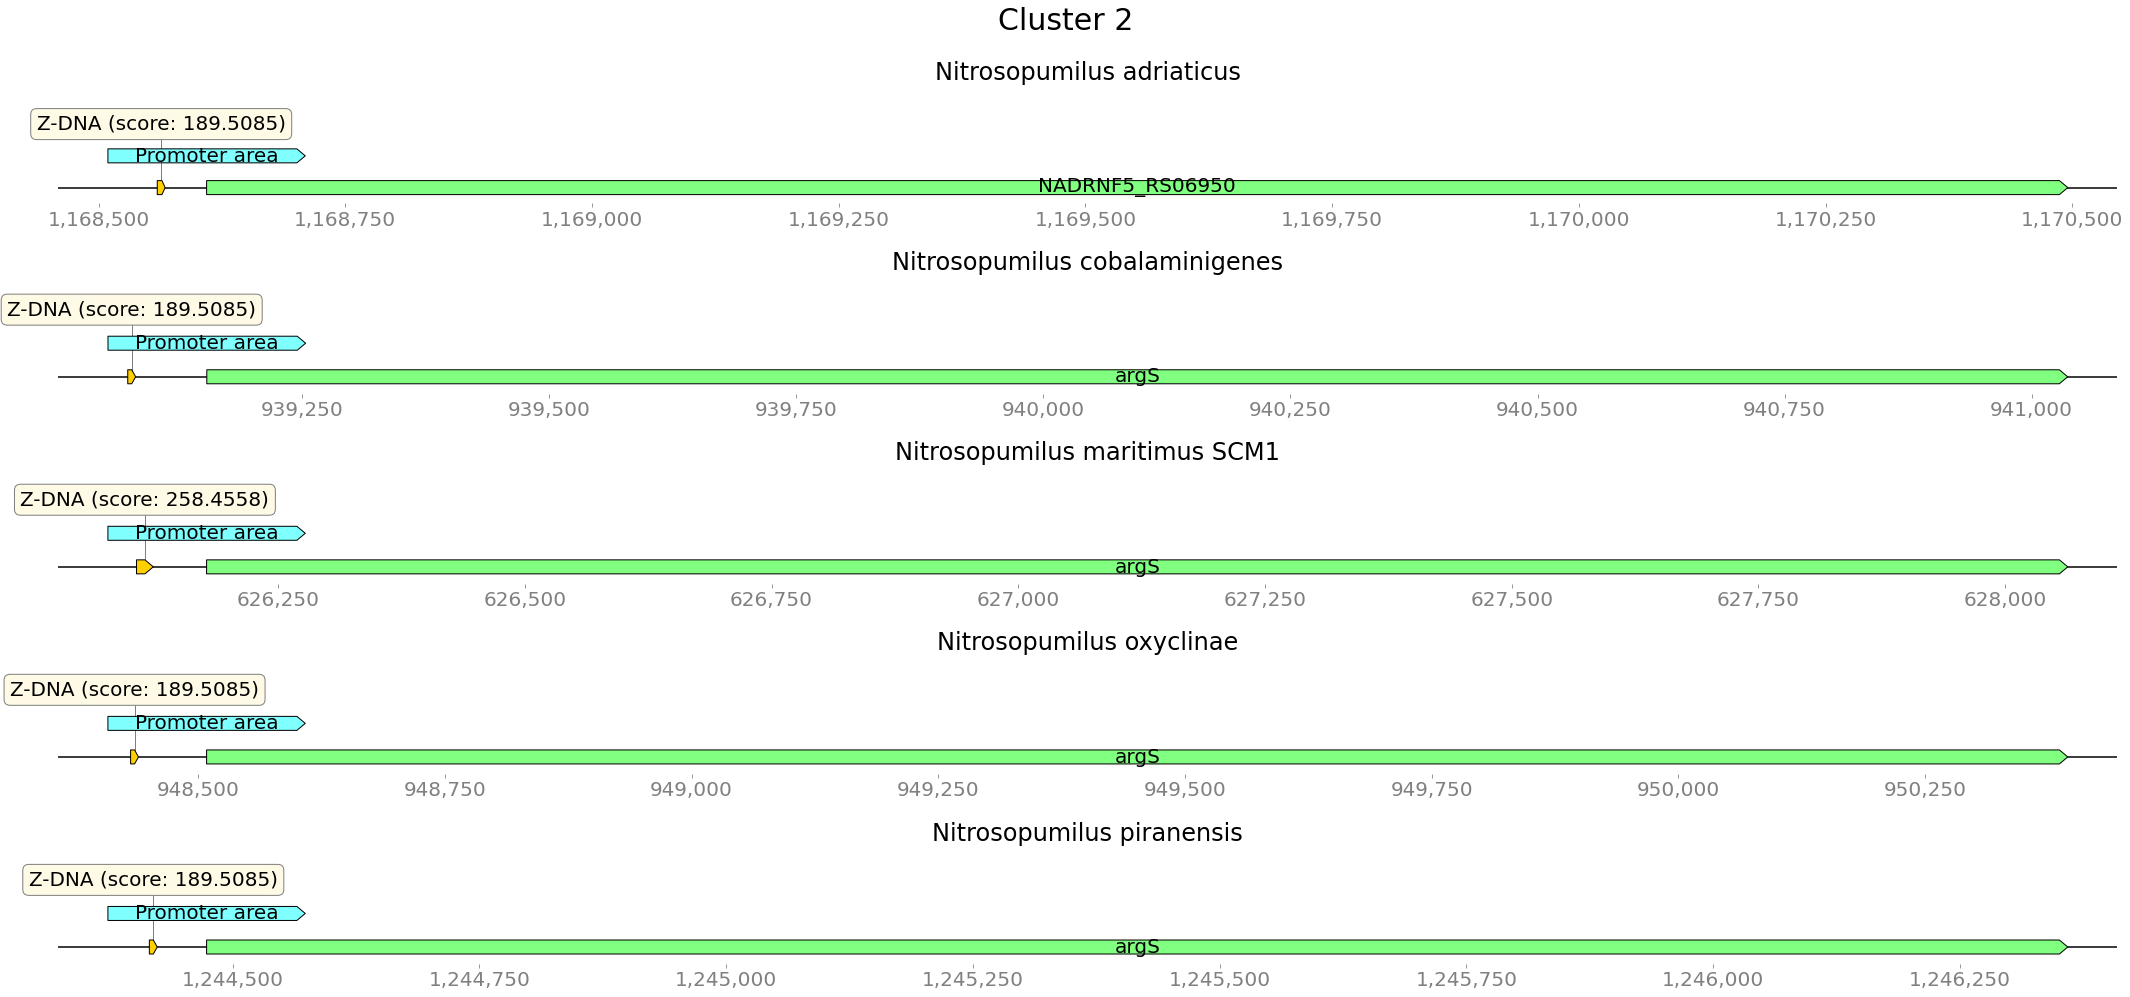 Cluster 2
Nitrosopumilus adriaticus
Z-DNA (score: 189.5085)
Promoter area
NADRNF5_RS06950
1,168,500 1,168,750 1,169,000 1,169,250 1,169,500 1,169,750 1,170,000 1,170,250 1,170,500
Nitrosopumilus cobalaminigenes
Z-DNA (score: 189.5085)
Promoter area
argS
939,250 939,500 939,750 940,000 940,250 940,500 940,750 941,000
Nitrosopumilus maritimus SCM1
Z-DNA (score: 258.4558)
Promoter area
argS
626,250 626,500 626,750 627,000 627,250 627,500 627,750 628,000
Nitrosopumilus oxyclinae
Z-DNA (score: 189.5085)
Promoter area
argS
948,500 948,750 949,000 949,250 949,500 949,750 950,000 950,250
Nitrosopumilus piranensis
Z-DNA (score: 189.5085)
Promoter area
argS
1,244,500 1,244,750 1,245,000 1,245,250 1,245,500 1,245,750 1,246,000 1,246,250